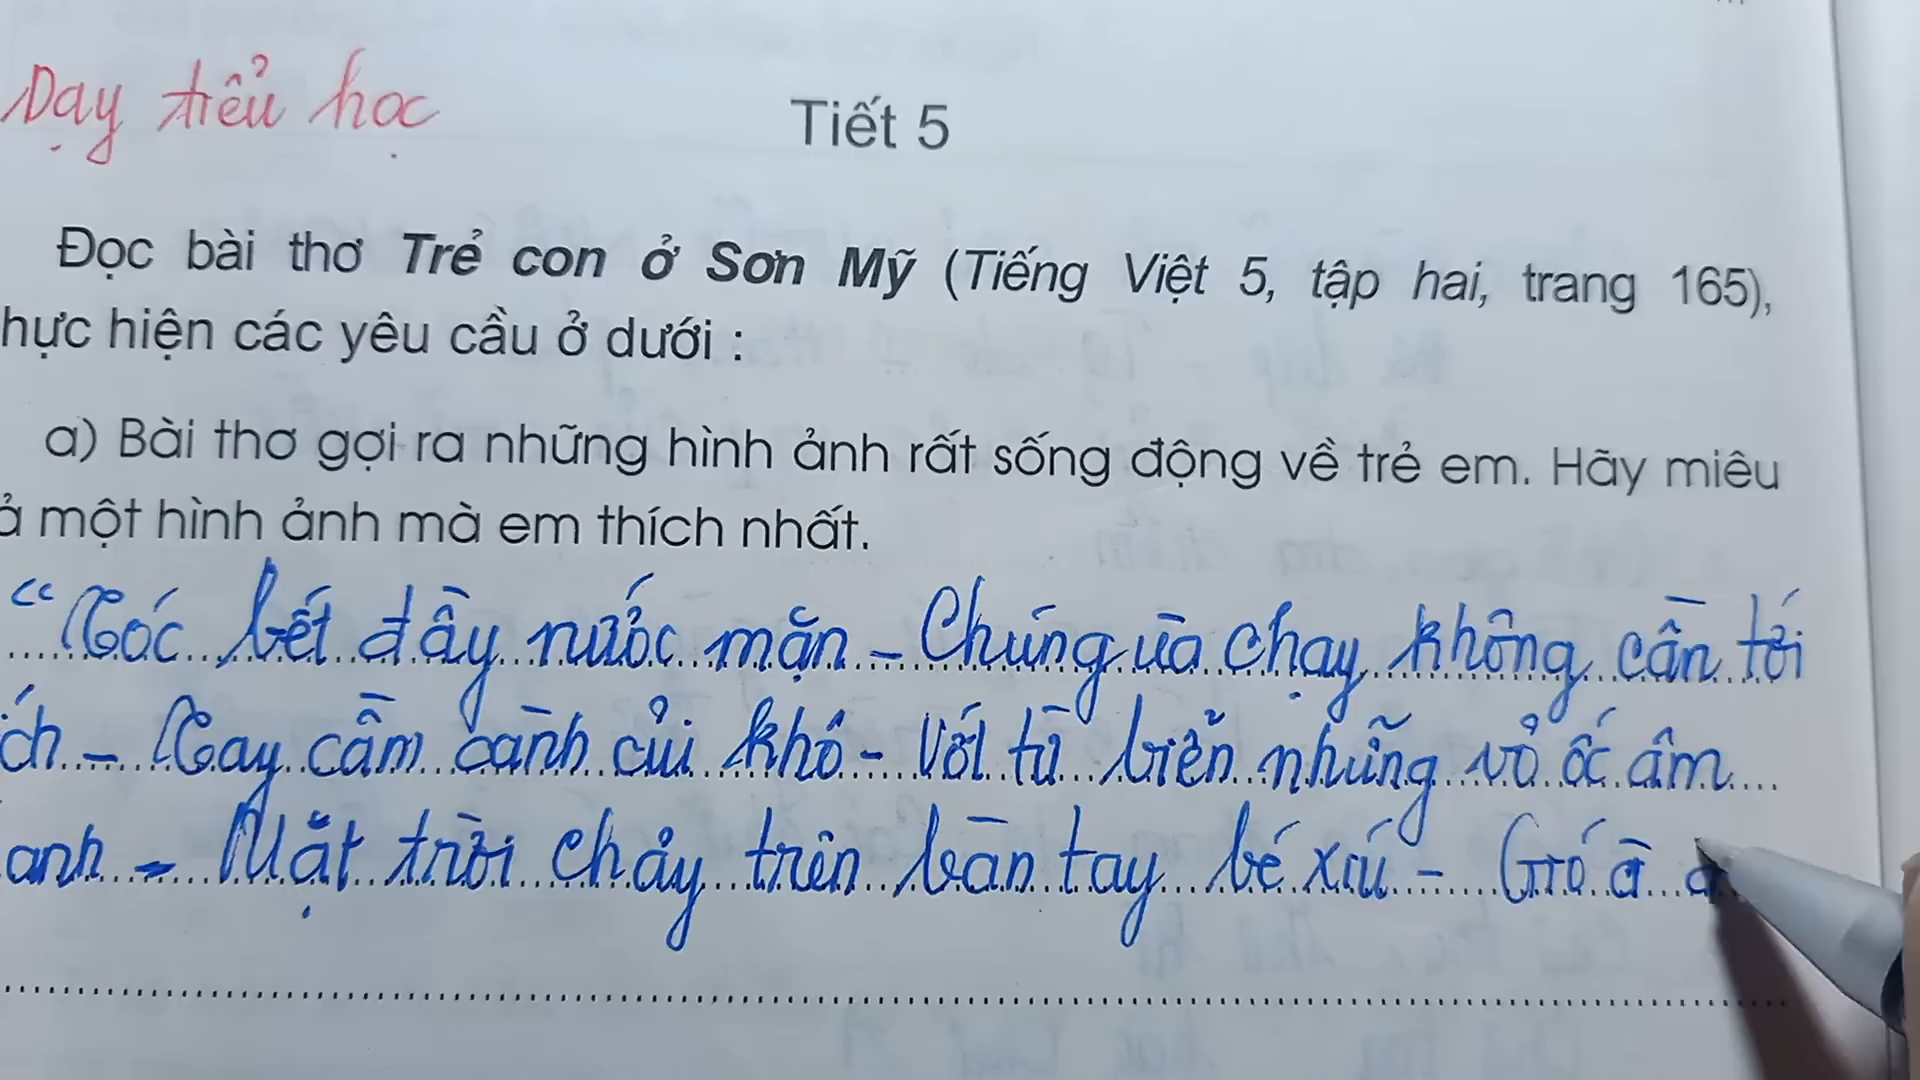 Dạy tiểu học
Tiết 5
Đọc bài thơ Trẻ con ở Sơn Mỹ (Tiếng Việt 5, tập hai, trang 165),
hực hiện các yêu cầu ở dưới :
a) Bài thơ gợi ra những hình ảnh rất sống động về trẻ em. Hãy miêu
ả một hình ảnh mà em thích nhất.
“Tóc bết đầy nước mặn - Chúng ùa chạy không cần tới
ích - Tay cầm cành củi khô - Vớt từ biển những vỏ ốc âm
anh - Mặt trời chảy trên bàn tay bé xíu - Gió à